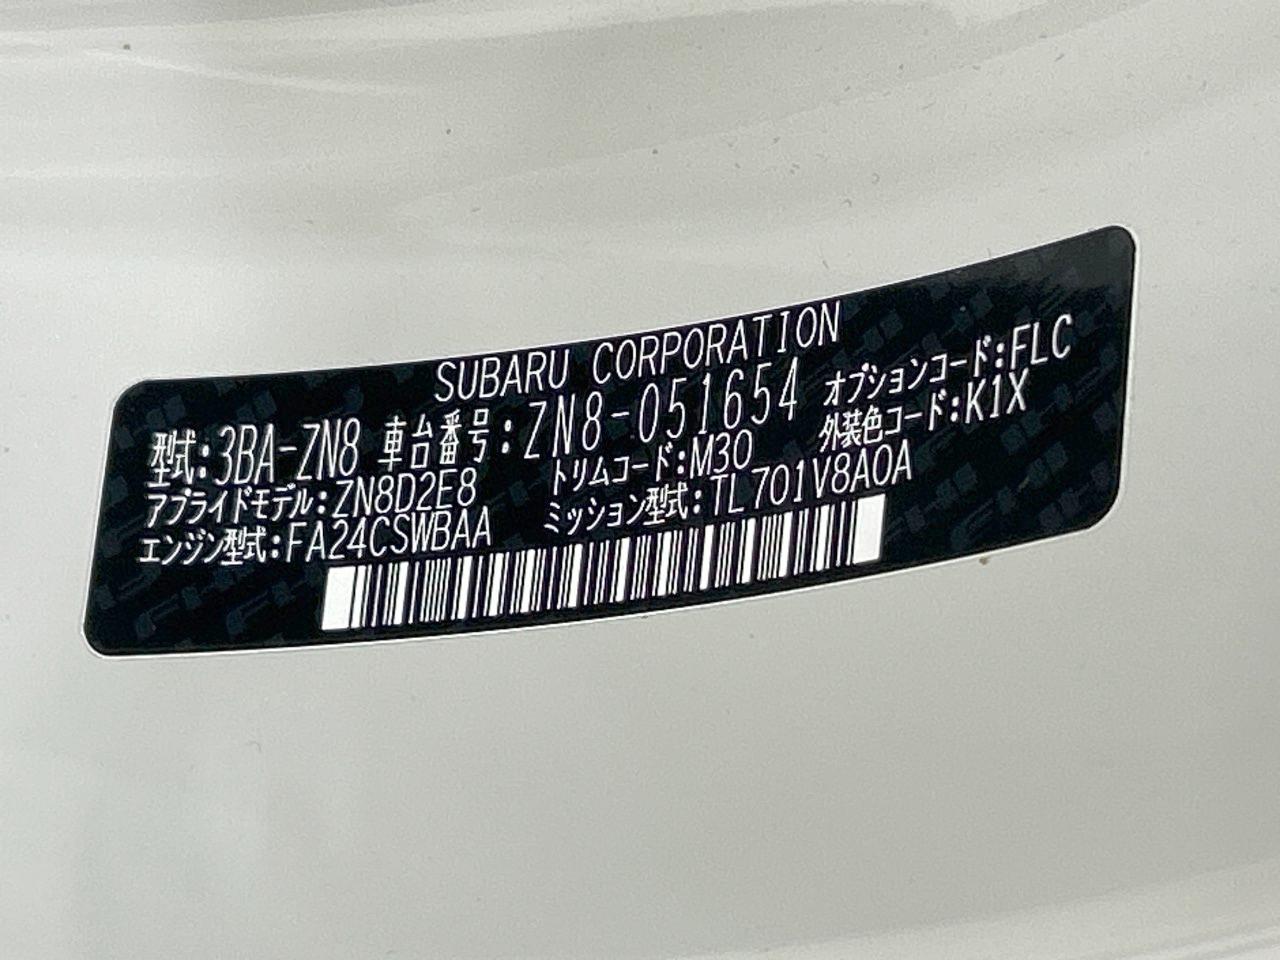 SUBARU CORPORATION
型式:3BA-ZN8 車台番号:ZN8-051654 オプションコード:FLC
アプライドモデル:ZN8D2E8 トリムコード:M30 外装色コード:K1X
エンジン型式:FA24CSWBAA ミッション型式:TL701V8A0A